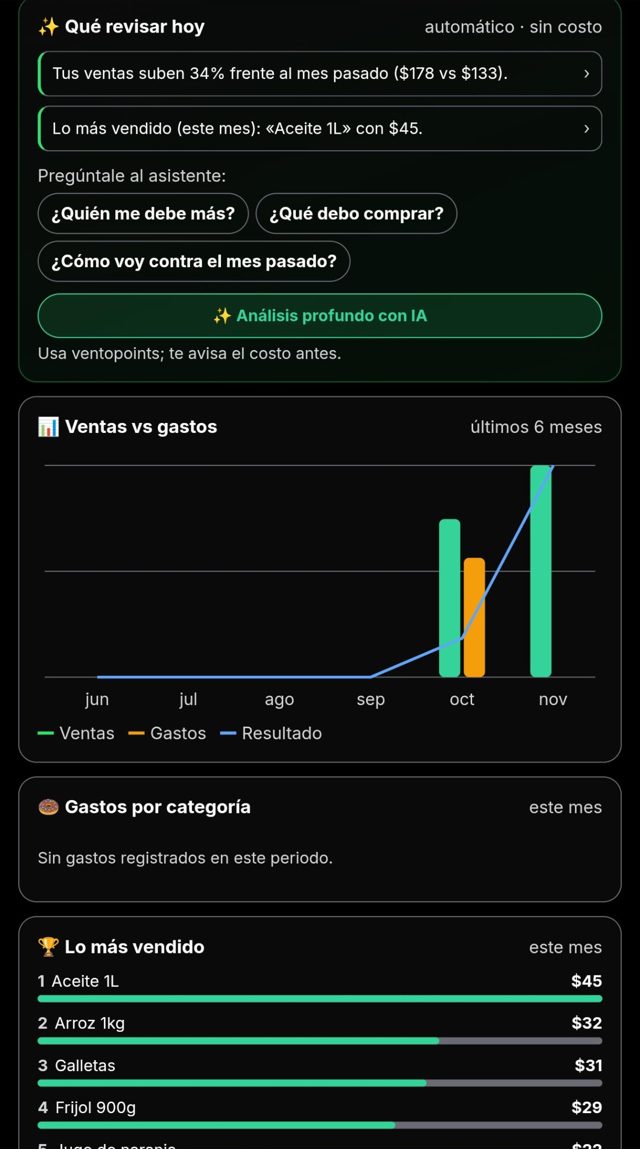 ✨ Qué revisar hoy automático · sin costo
Tus ventas suben 34% frente al mes pasado ($178 vs $133). ›
Lo más vendido (este mes): «Aceite 1L» con $45. ›
Pregúntale al asistente:
¿Quién me debe más? ¿Qué debo comprar?
¿Cómo voy contra el mes pasado?
✨ Análisis profundo con IA
Usa ventopoints; te avisa el costo antes.
📊 Ventas vs gastos últimos 6 meses
jun jul ago sep oct nov
Ventas Gastos Resultado
🍩 Gastos por categoría este mes
Sin gastos registrados en este periodo.
🏆 Lo más vendido este mes
1 Aceite 1L $45
2 Arroz 1kg $32
3 Galletas $31
4 Frijol 900g $29